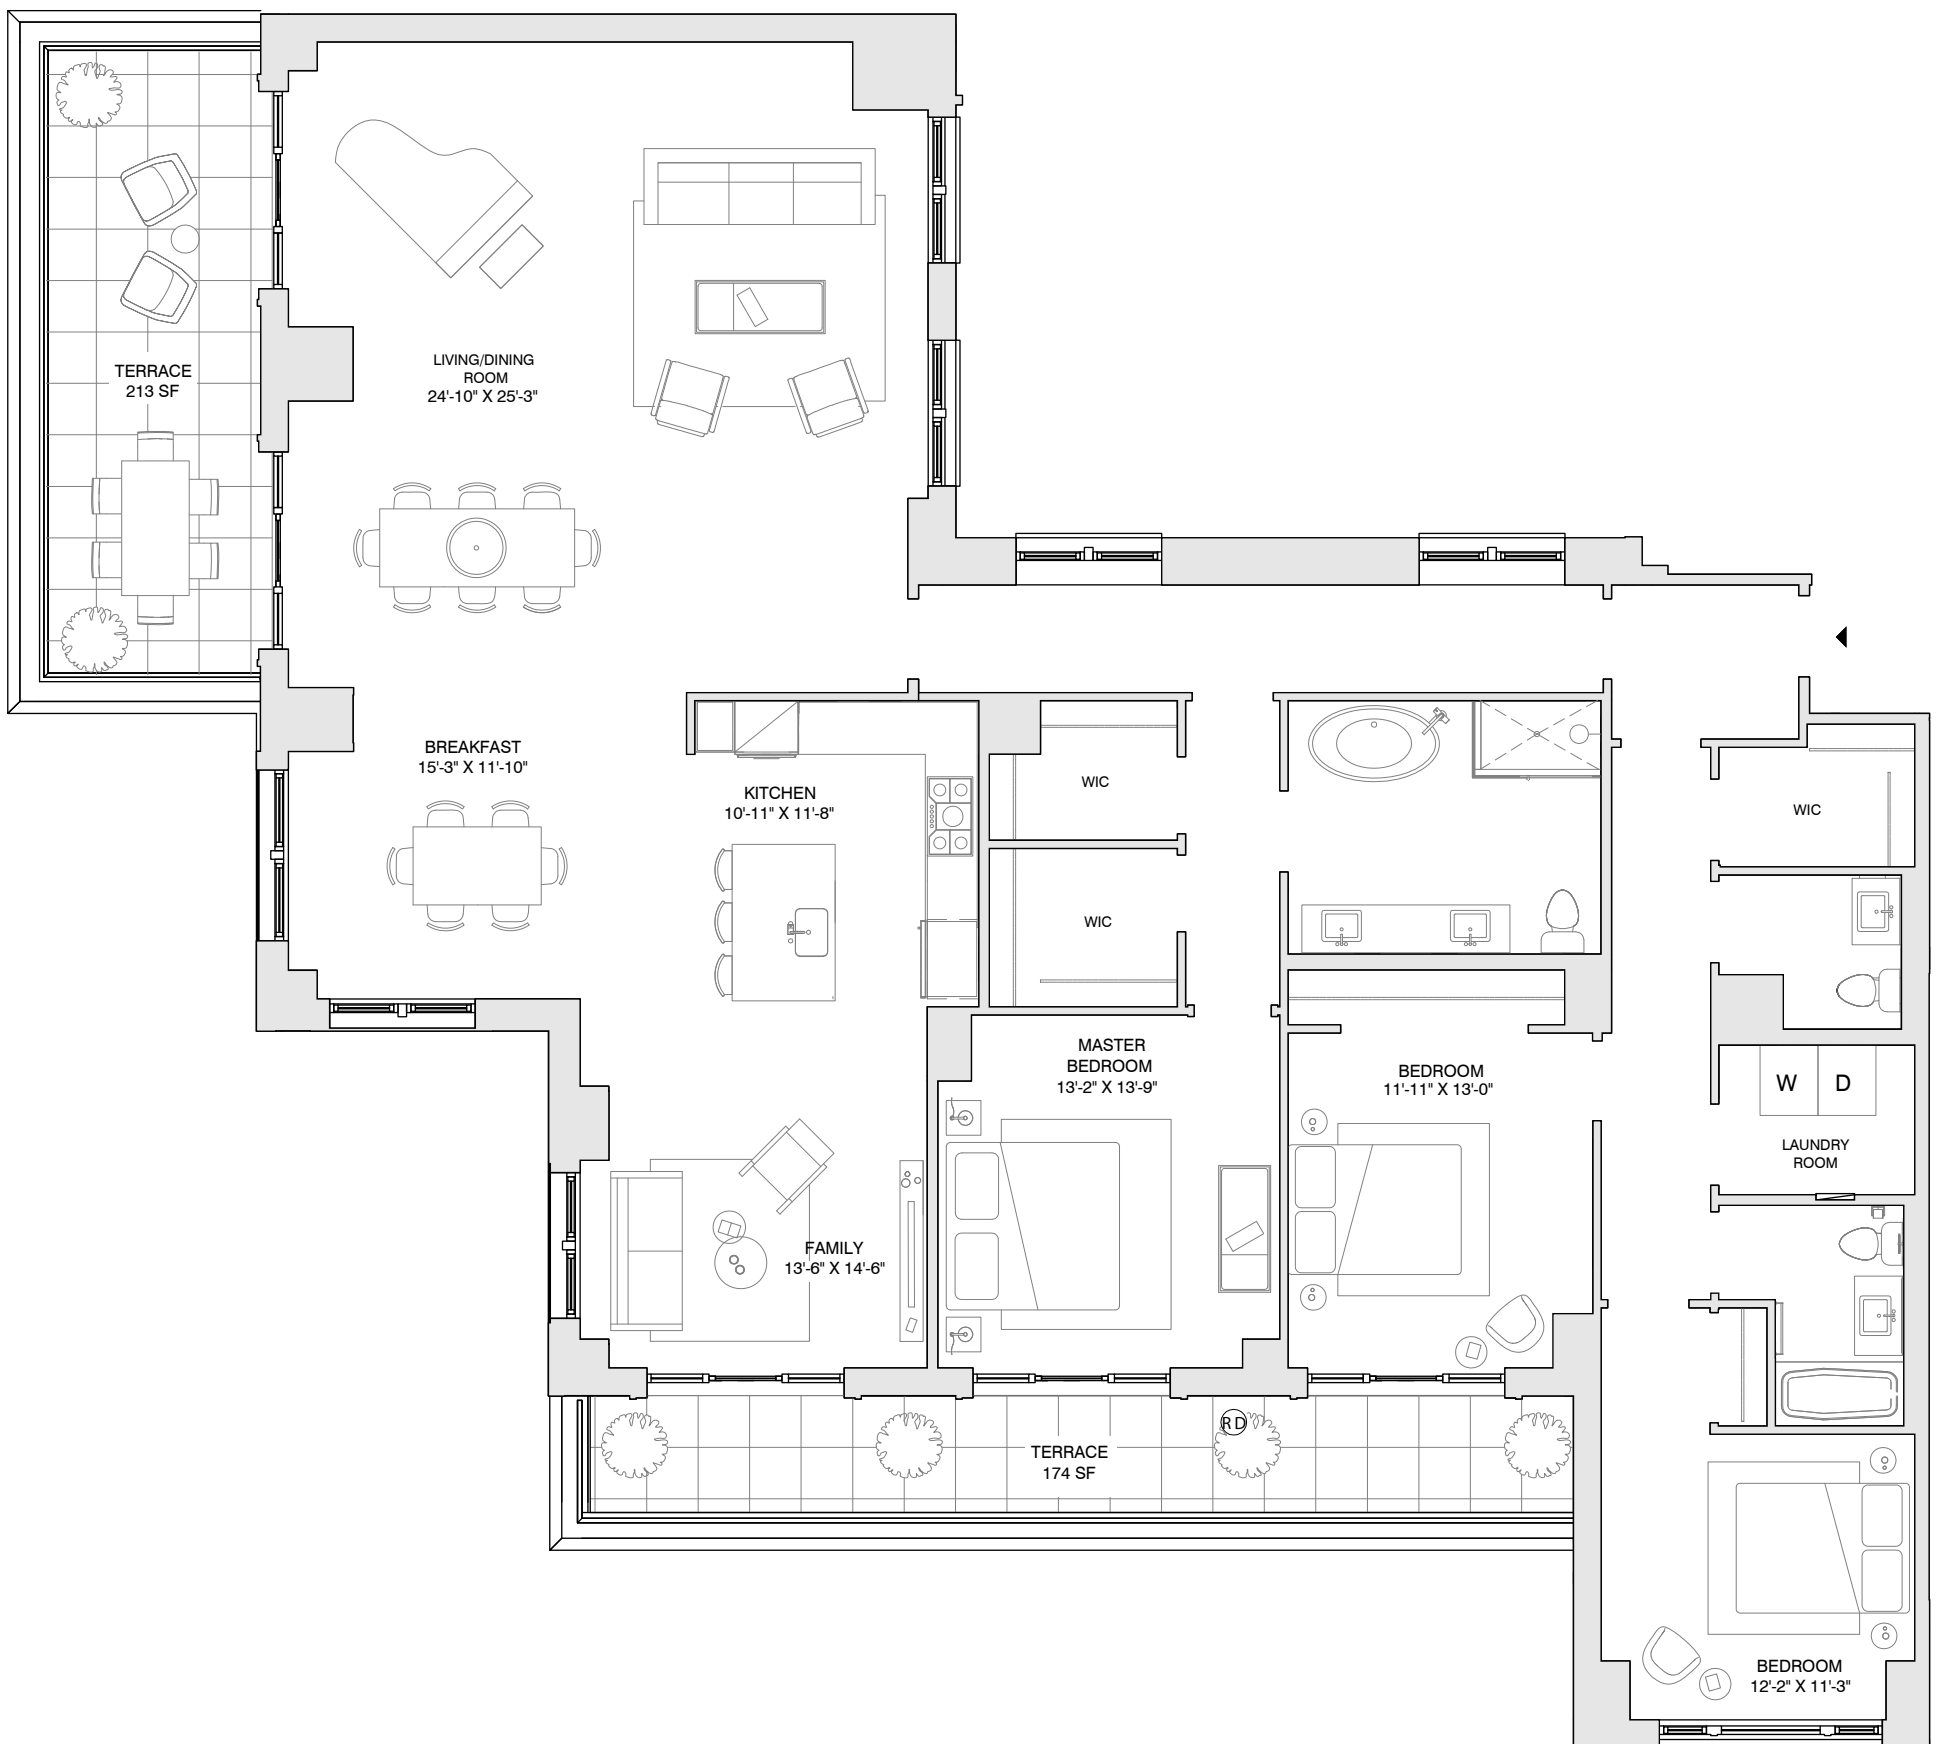 LIVING/DINING
ROOM
24'-10" X 25'-3"
TERRACE
213 SF
BREAKFAST
15'-3" X 11'-10"
KITCHEN
10'-11" X 11'-8"
WIC
WIC
WIC
MASTER
BEDROOM
13'-2" X 13'-9"
BEDROOM
11'-11" X 13'-0"
W D
LAUNDRY
ROOM
FAMILY
13'-6" X 14'-6"
RD
TERRACE
174 SF
BEDROOM
12'-2" X 11'-3"